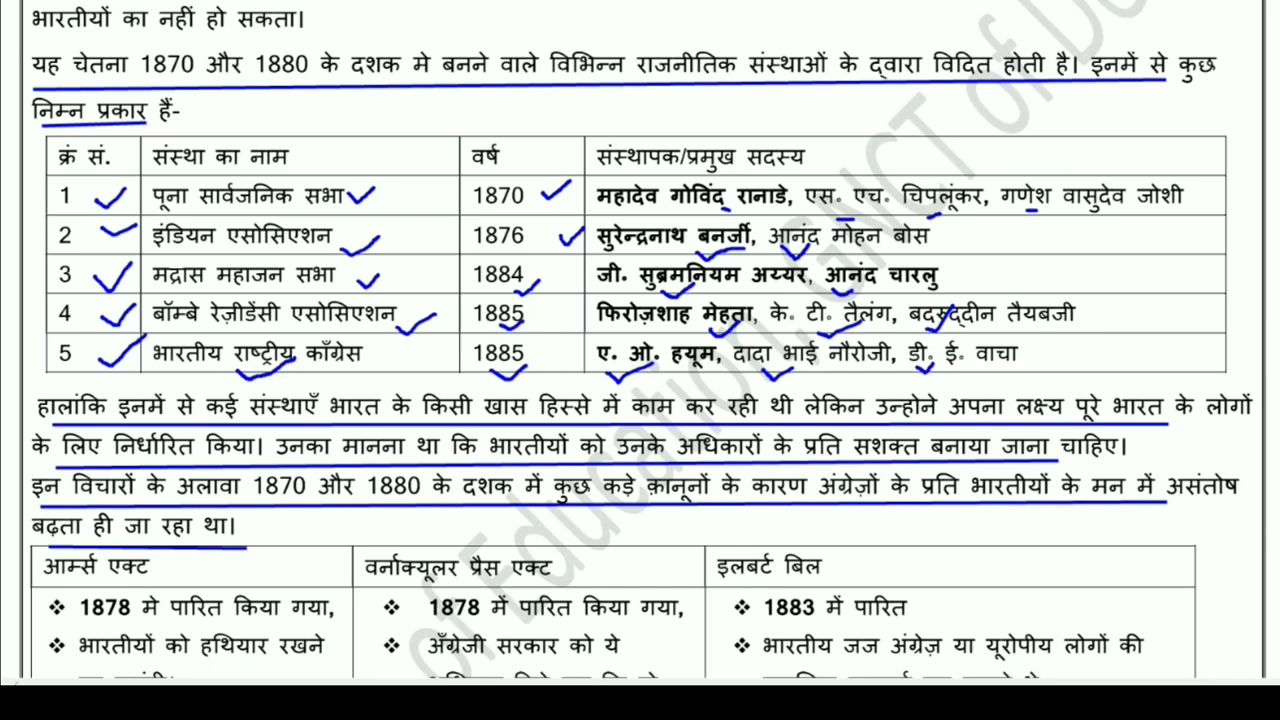 भारतीयों का नहीं हो सकता।
यह चेतना 1870 और 1880 के दशक मे बनने वाले विभिन्न राजनीतिक संस्थाओं के द्वारा विदित होती है। इनमें से कुछ
निम्न प्रकार हैं-
क्रं सं. संस्था का नाम वर्ष संस्थापक/प्रमुख सदस्य
1 पूना सार्वजनिक सभा 1870 महादेव गोविंद रानाडे, एस. एच. चिपलूंकर, गणेश वासुदेव जोशी
2 इंडियन एसोसिएशन 1876 सुरेन्द्रनाथ बनर्जी, आनंद मोहन बोस
3 मद्रास महाजन सभा 1884 जी. सुब्रमनियम अय्यर, आनंद चारलु
4 बॉम्बे रेज़ीडेंसी एसोसिएशन 1885 फिरोज़शाह मेहता, के. टी. तैलंग, बदरुद्दीन तैयबजी
5 भारतीय राष्ट्रीय काँग्रेस 1885 ए. ओ. हयूम, दादा भाई नौरोजी, डी. ई. वाचा
हालांकि इनमें से कई संस्थाएँ भारत के किसी खास हिस्से में काम कर रही थी लेकिन उन्होने अपना लक्ष्य पूरे भारत के लोगों
के लिए निर्धारित किया। उनका मानना था कि भारतीयों को उनके अधिकारों के प्रति सशक्त बनाया जाना चाहिए।
इन विचारों के अलावा 1870 और 1880 के दशक में कुछ कड़े क़ानूनों के कारण अंग्रेज़ों के प्रति भारतीयों के मन में असंतोष
बढ़ता ही जा रहा था।
आर्म्स एक्ट वर्नाक्यूलर प्रैस एक्ट इलबर्ट बिल
❖ 1878 मे पारित किया गया, ❖ 1878 में पारित किया गया, ❖ 1883 में पारित
❖ भारतीयों को हथियार रखने ❖ अँग्रेजी सरकार को ये ❖ भारतीय जज अंग्रेज़ या यूरोपीय लोगों की
of Education, GNCT of De